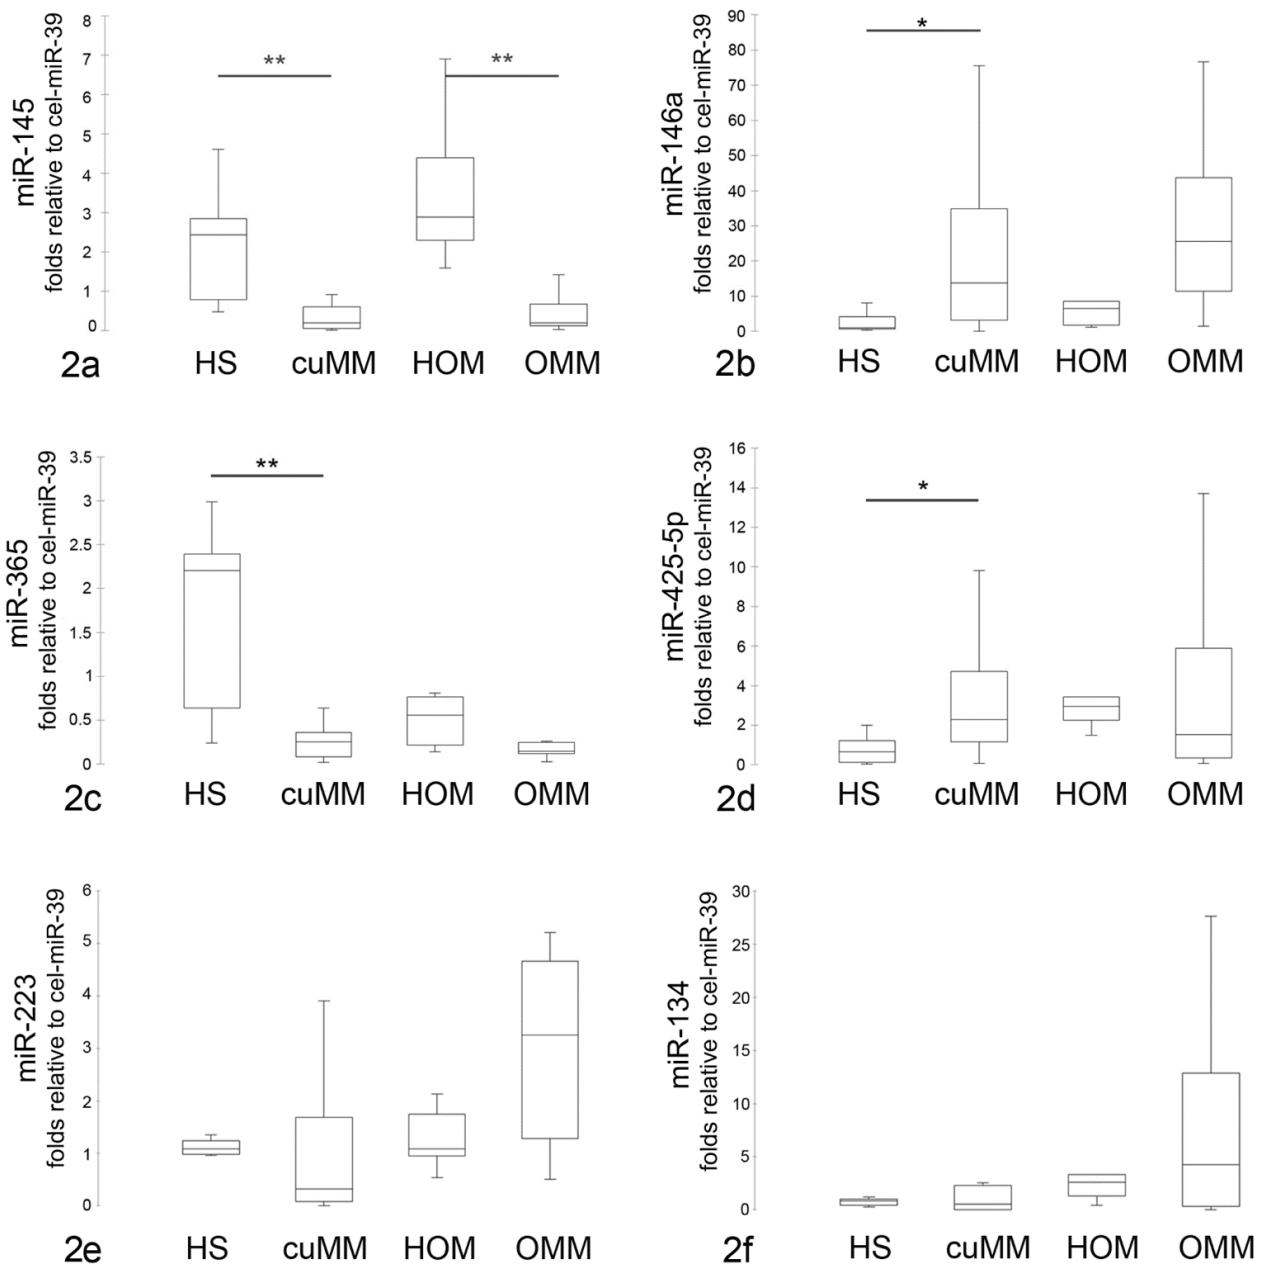 miR-145
folds relative to cel-miR-39
8
7
6
5
4
3
2
1
0
**
**
2a
HS
cuMM
HOM
OMM
miR-146a
folds relative to cel-miR-39
90
80
70
60
50
40
30
20
10
0
*
2b
HS
cuMM
HOM
OMM
miR-365
folds relative to cel-miR-39
3.5
3
2.5
2
1.5
1
0.5
0
**
2c
HS
cuMM
HOM
OMM
miR-425-5p
folds relative to cel-miR-39
16
14
12
10
8
6
4
2
0
*
2d
HS
cuMM
HOM
OMM
miR-223
folds relative to cel-miR-39
6
5
4
3
2
1
0
2e
HS
cuMM
HOM
OMM
miR-134
folds relative to cel-miR-39
30
25
20
15
10
5
0
2f
HS
cuMM
HOM
OMM